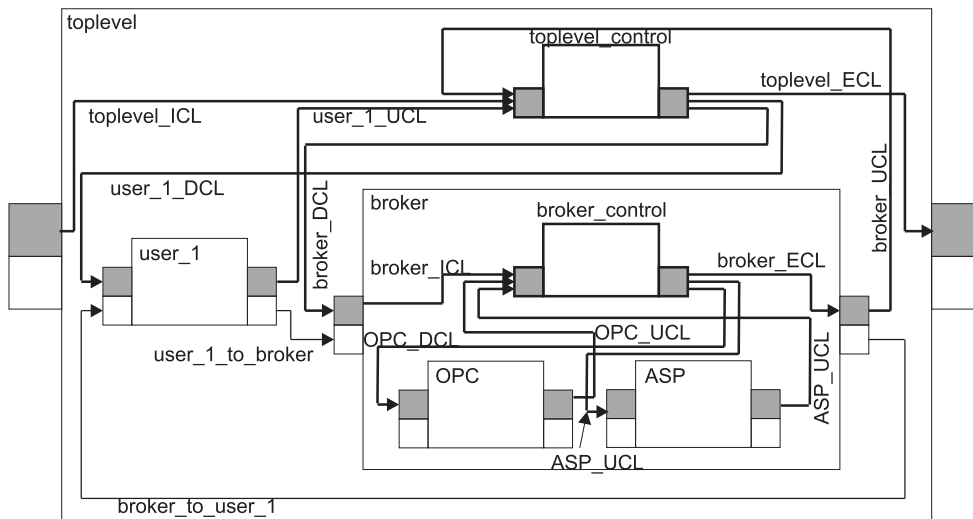 toplevel
toplevel_control
toplevel_ECL
toplevel_ICL
user_1_UCL
user_1_DCL
broker_DCL
broker_UCL
broker
broker_control
user_1
broker_ICL
broker_ECL
OPC_DCL
OPC_UCL
user_1_to_broker
OPC
ASP
ASP_UCL
ASP_UCL
broker_to_user_1